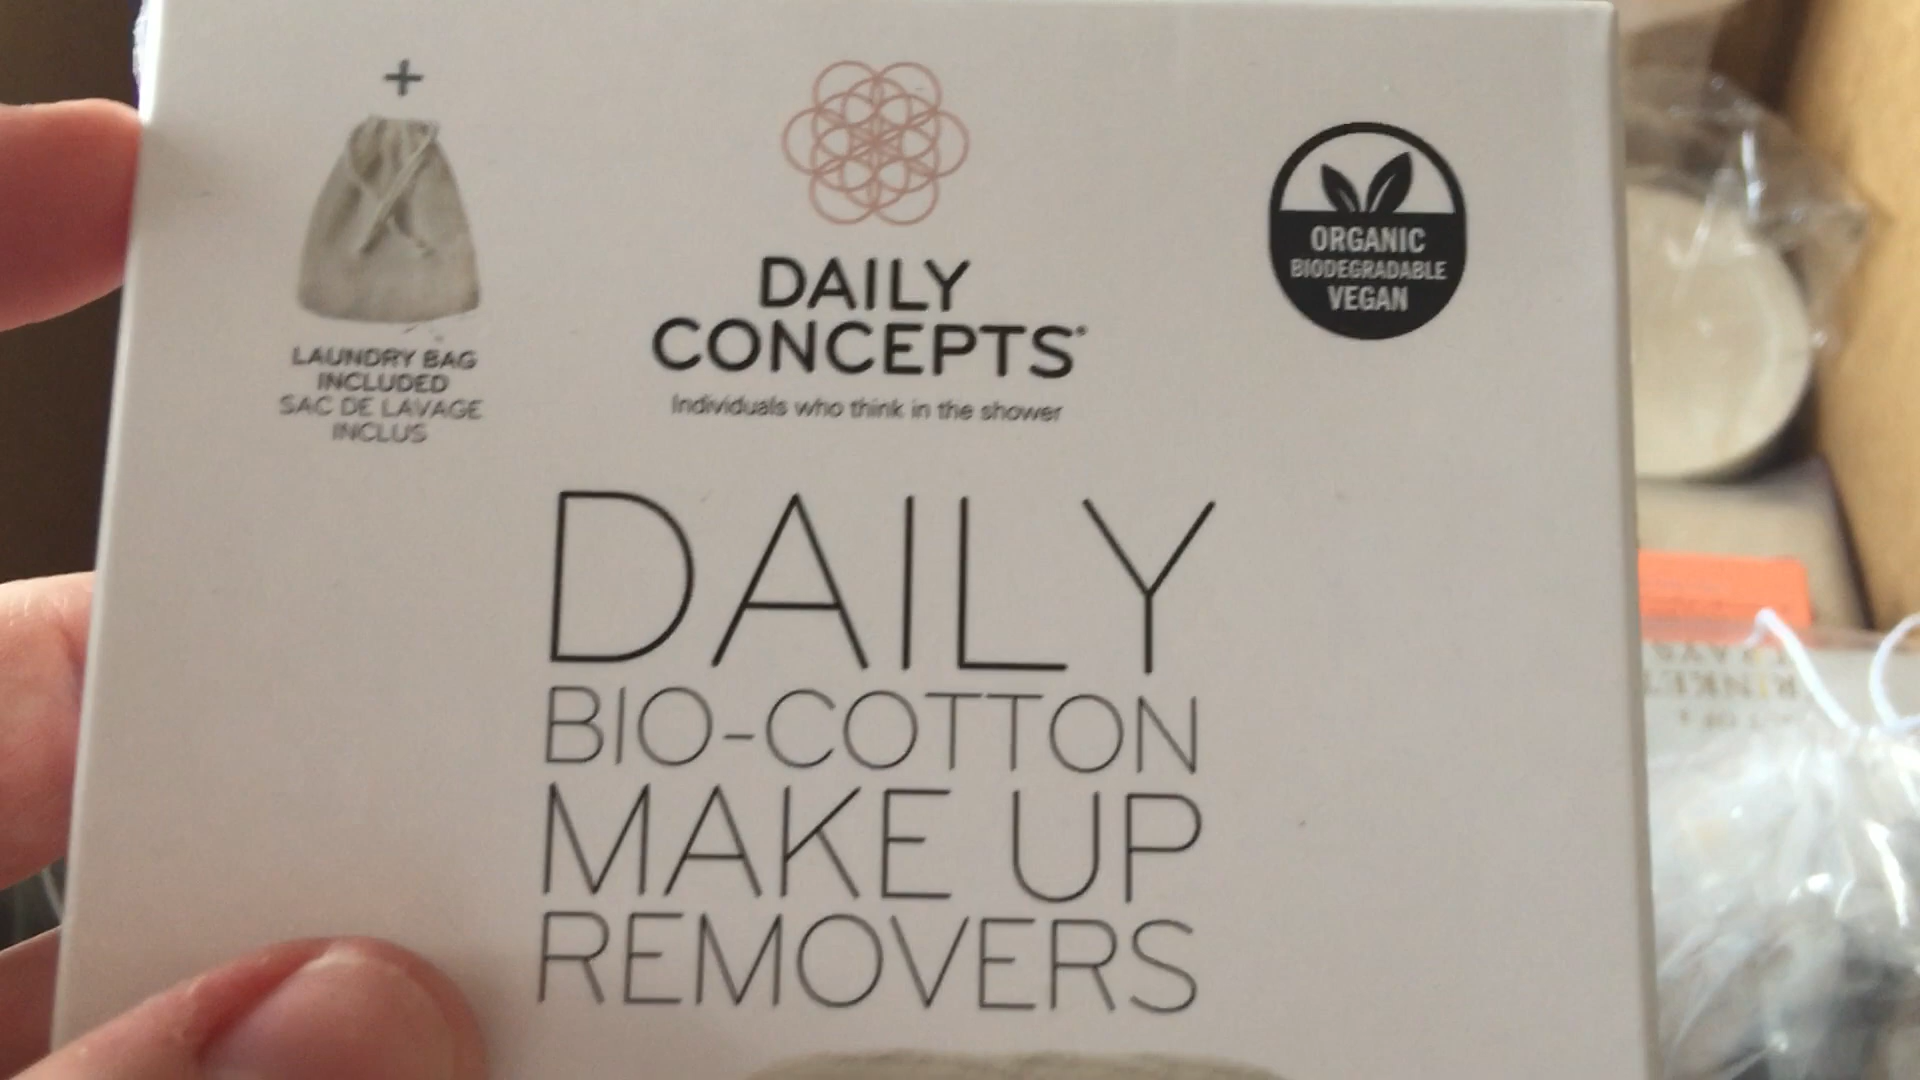 +
LAUNDRY BAG
INCLUDED
SAC DE LAVAGE
INCLUS
DAILY
CONCEPTS®
Individuals who think in the shower
ORGANIC
BIODEGRADABLE
VEGAN
DAILY
BIO-COTTON
MAKE UP
REMOVERS